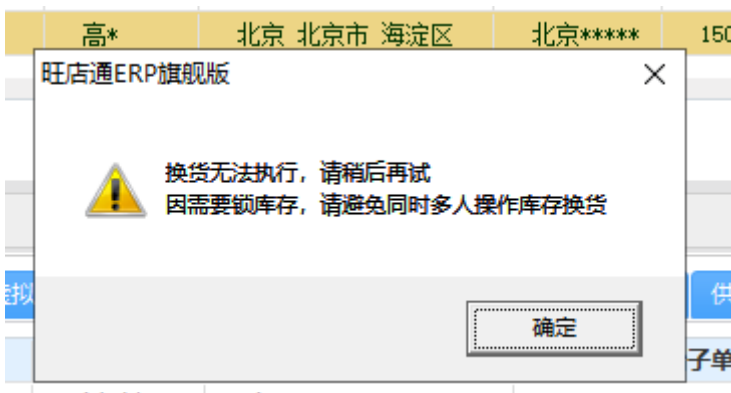 高* 北京 北京市 海淀区 北京***** 150
旺店通ERP旗舰版
换货无法执行，请稍后再试
因需要锁库存，请避免同时多人操作库存换货
供
确定
子单